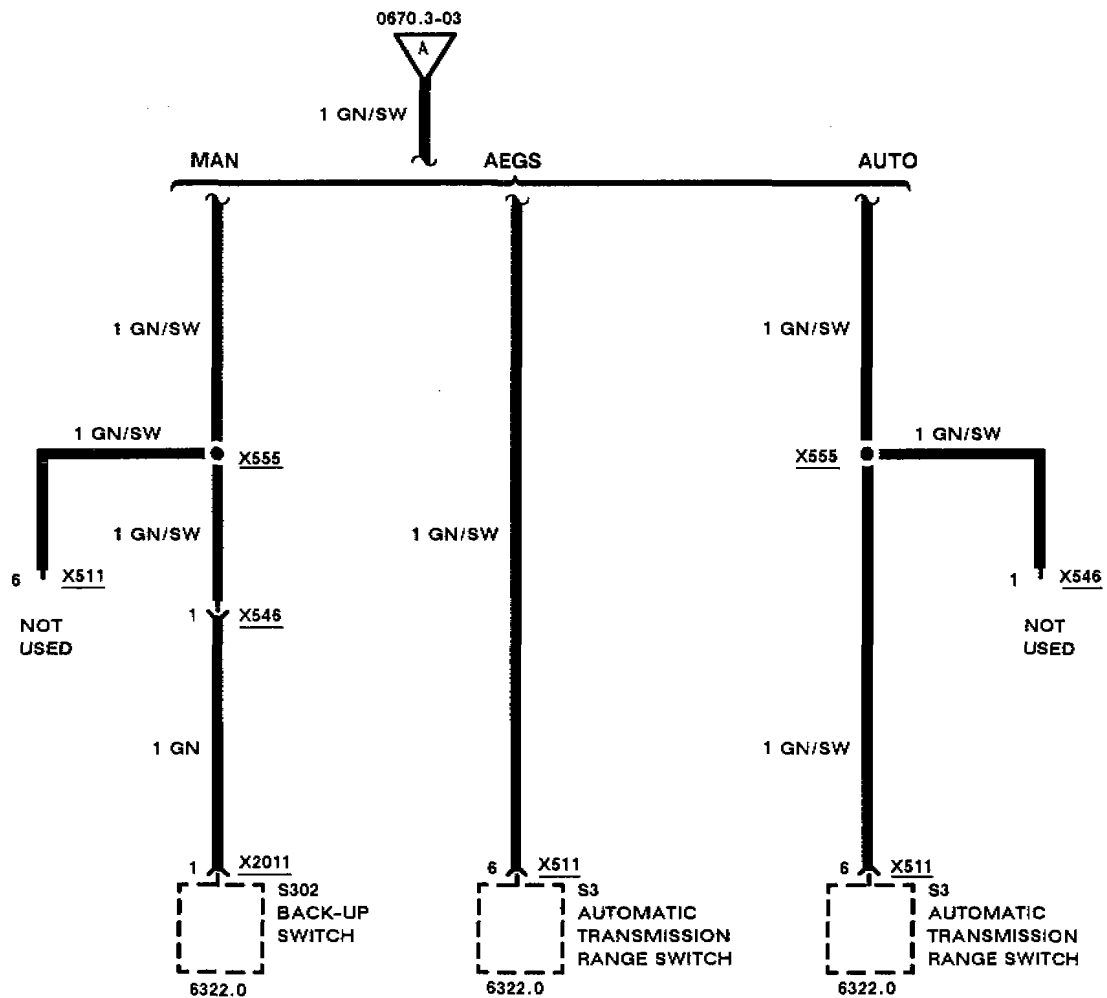 0670.3-03
A
1 GN/SW
MAN
AEGS
AUTO
1 GN/SW
1 GN/SW
1 GN/SW
X555
X555
1 GN/SW
1 GN/SW
1 GN/SW
6 X511
NOT
USED
1 X546
1 X546
NOT
USED
1 GN
1 GN/SW
1 X2011
6 X511
6 X511
S302
BACK-UP
SWITCH
S3
AUTOMATIC
TRANSMISSION
RANGE SWITCH
S3
AUTOMATIC
TRANSMISSION
RANGE SWITCH
6322.0
6322.0
6322.0